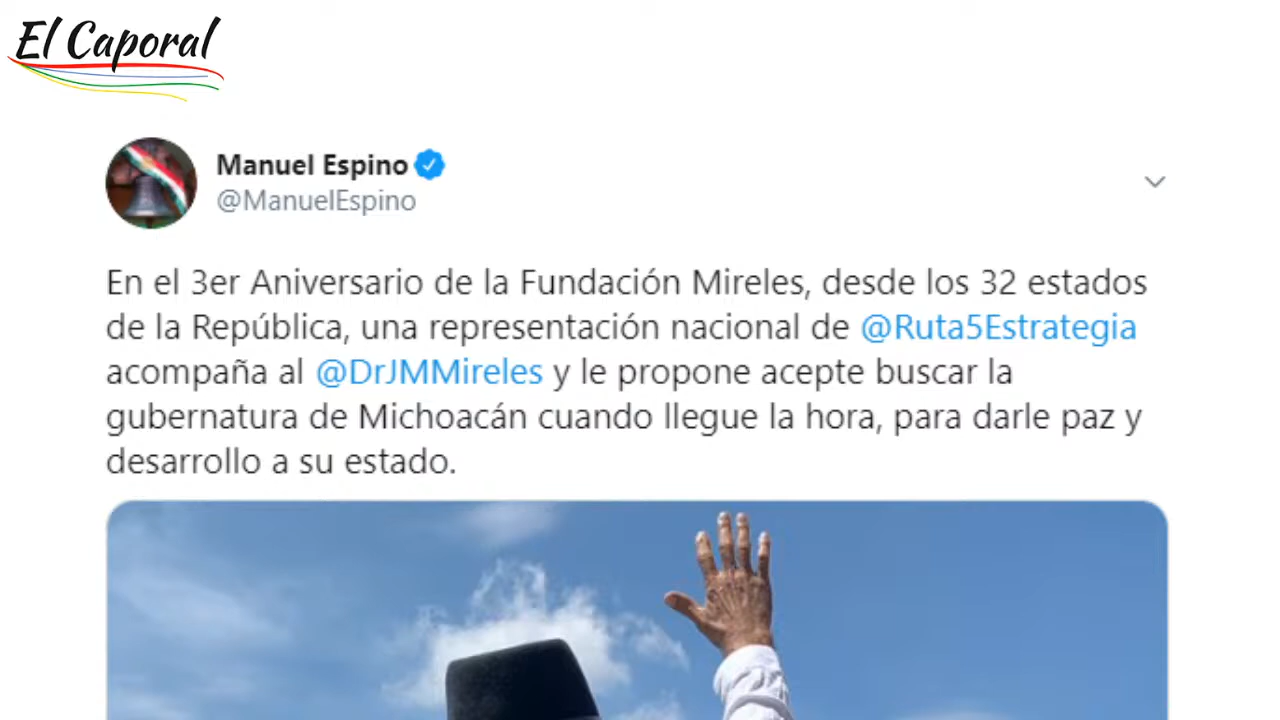 El Caporal
Manuel Espino
@ManuelEspino
En el 3er Aniversario de la Fundación Mireles, desde los 32 estados
de la República, una representación nacional de @Ruta5Estrategia
acompaña al @DrJMMireles y le propone acepte buscar la
gubernatura de Michoacán cuando llegue la hora, para darle paz y
desarrollo a su estado.